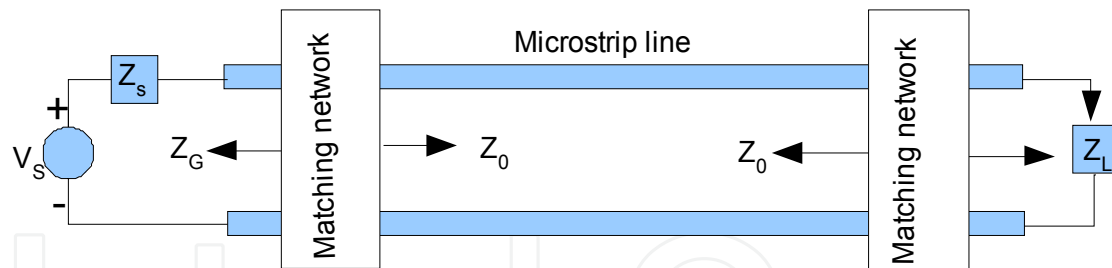 Microstrip line
Matching network
Matching network
Z_s
+
V_S
-
Z_G
Z_0
Z_0
Z_L